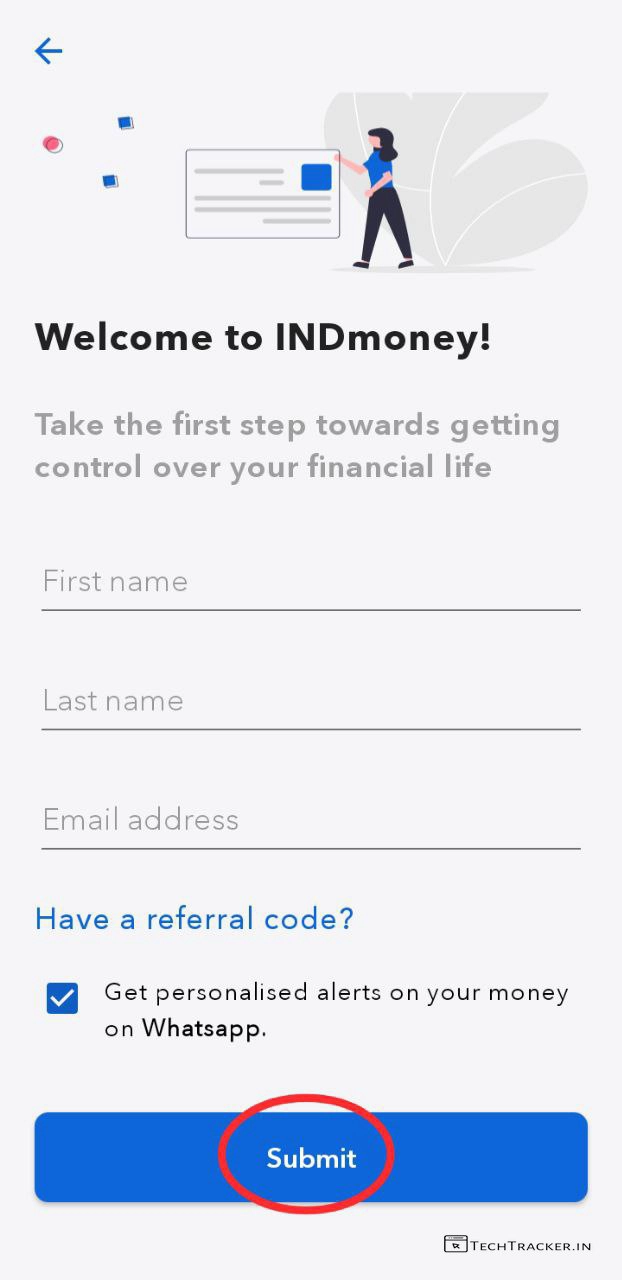 Welcome to INDmoney!
Take the first step towards getting
control over your financial life
First name
Last name
Email address
Have a referral code?
Get personalised alerts on your money
on Whatsapp.
Submit
TECHTRACKER.IN